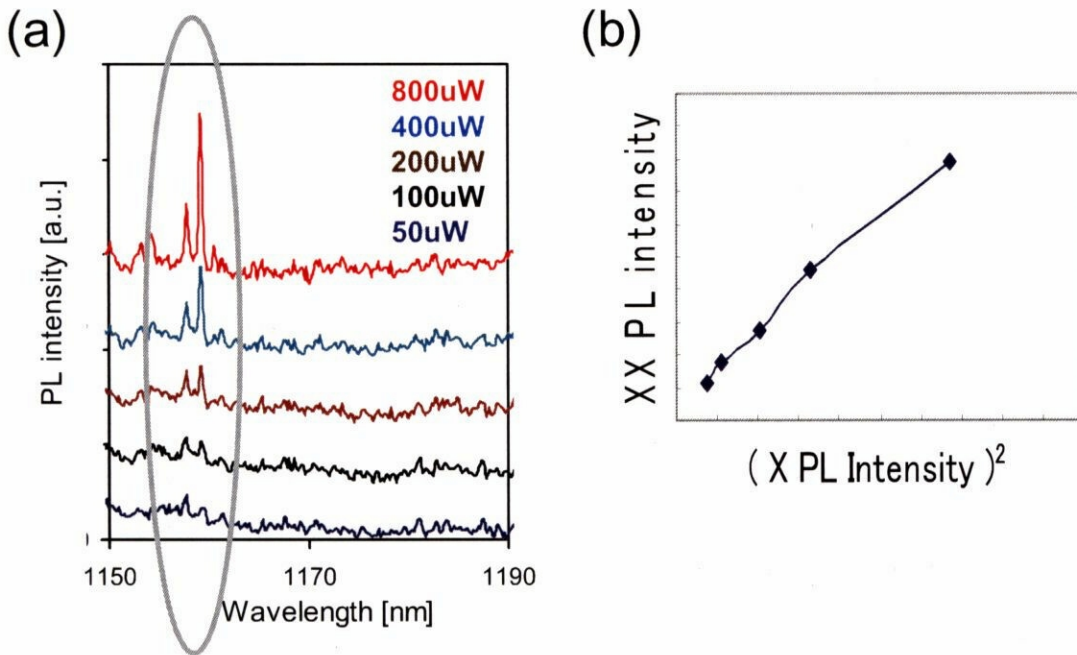 (a)
800uW
400uW
200uW
100uW
50uW
PL intensity [a.u.]
)
1150
1170
1190
Wavelength [nm]
(b)
XX PL intensity
( X PL Intensity )²